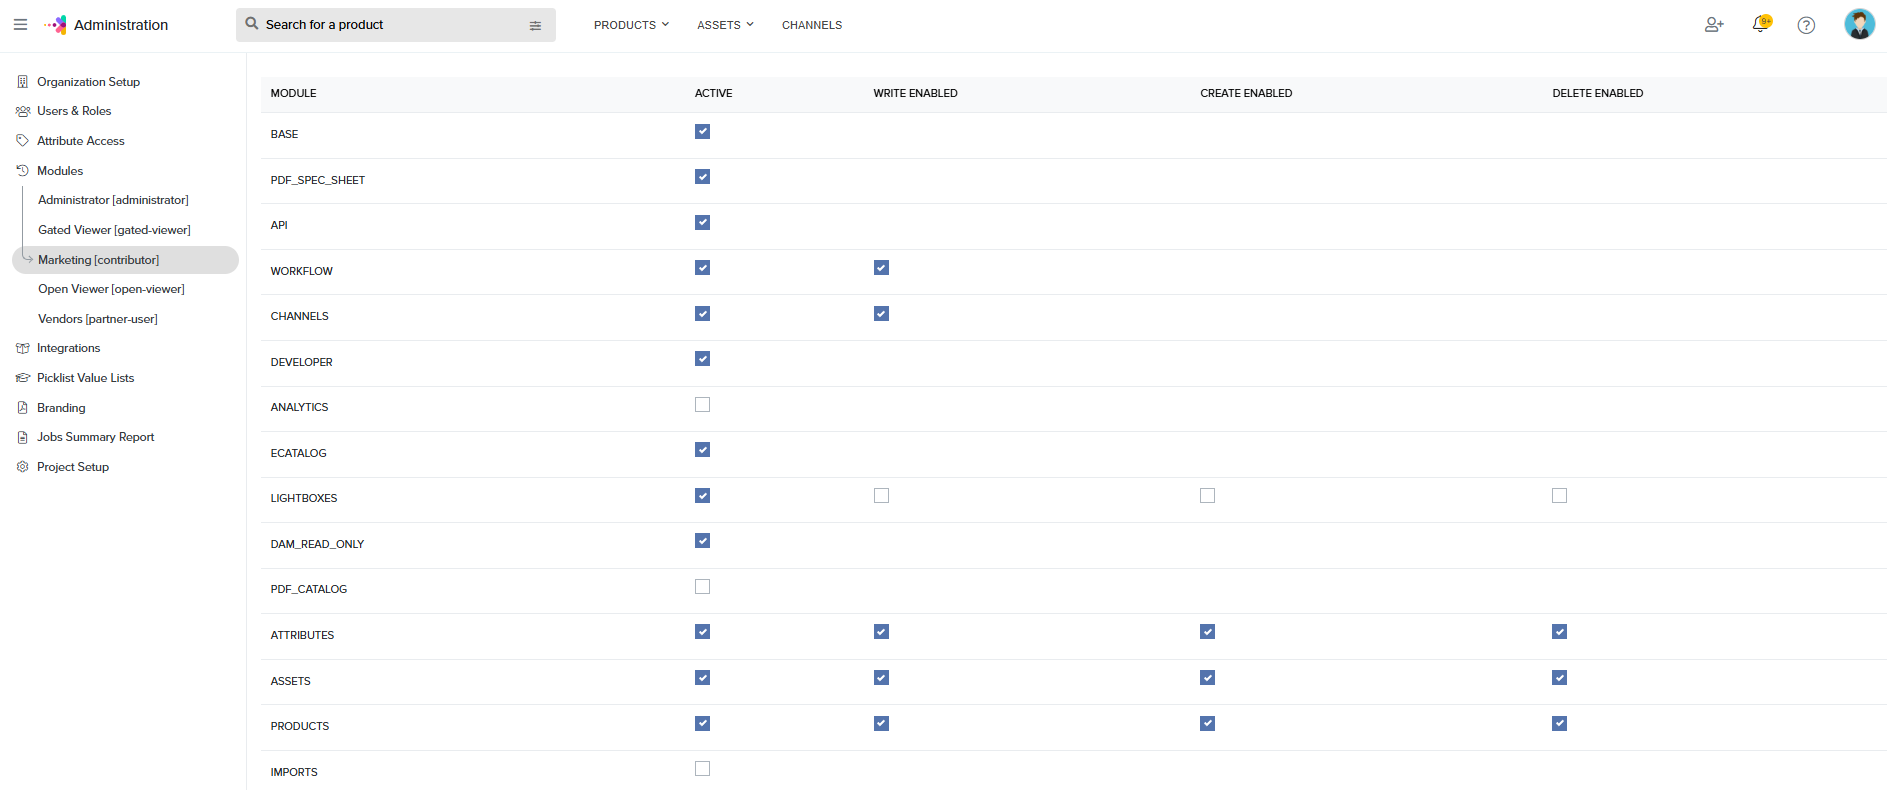 Administration
Search for a product
PRODUCTS
ASSETS
CHANNELS
9+
Organization Setup
Users & Roles
Attribute Access
Modules
Administrator [administrator]
Gated Viewer [gated-viewer]
Marketing [contributor]
Open Viewer [open-viewer]
Vendors [partner-user]
Integrations
Picklist Value Lists
Branding
Jobs Summary Report
Project Setup
MODULE ACTIVE WRITE ENABLED CREATE ENABLED DELETE ENABLED
BASE
PDF_SPEC_SHEET
API
WORKFLOW
CHANNELS
DEVELOPER
ANALYTICS
ECATALOG
LIGHTBOXES
DAM_READ_ONLY
PDF_CATALOG
ATTRIBUTES
ASSETS
PRODUCTS
IMPORTS